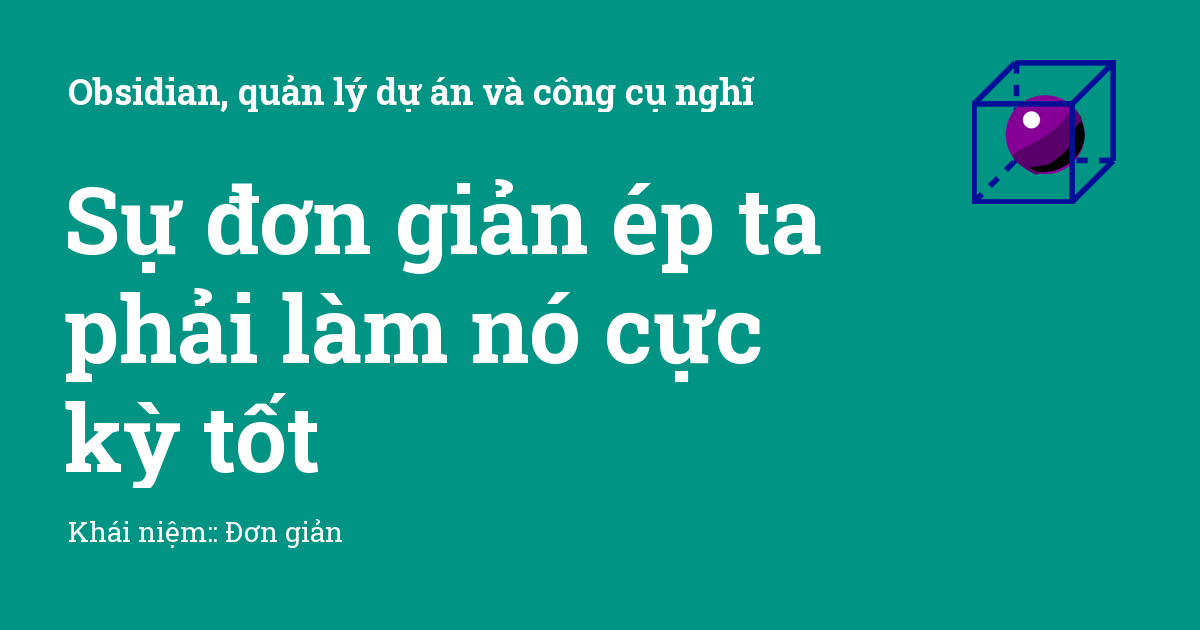 Obsidian, quản lý dự án và công cụ nghĩ
Sự đơn giản ép ta
phải làm nó cực
kỳ tốt
Khái niệm:: Đơn giản